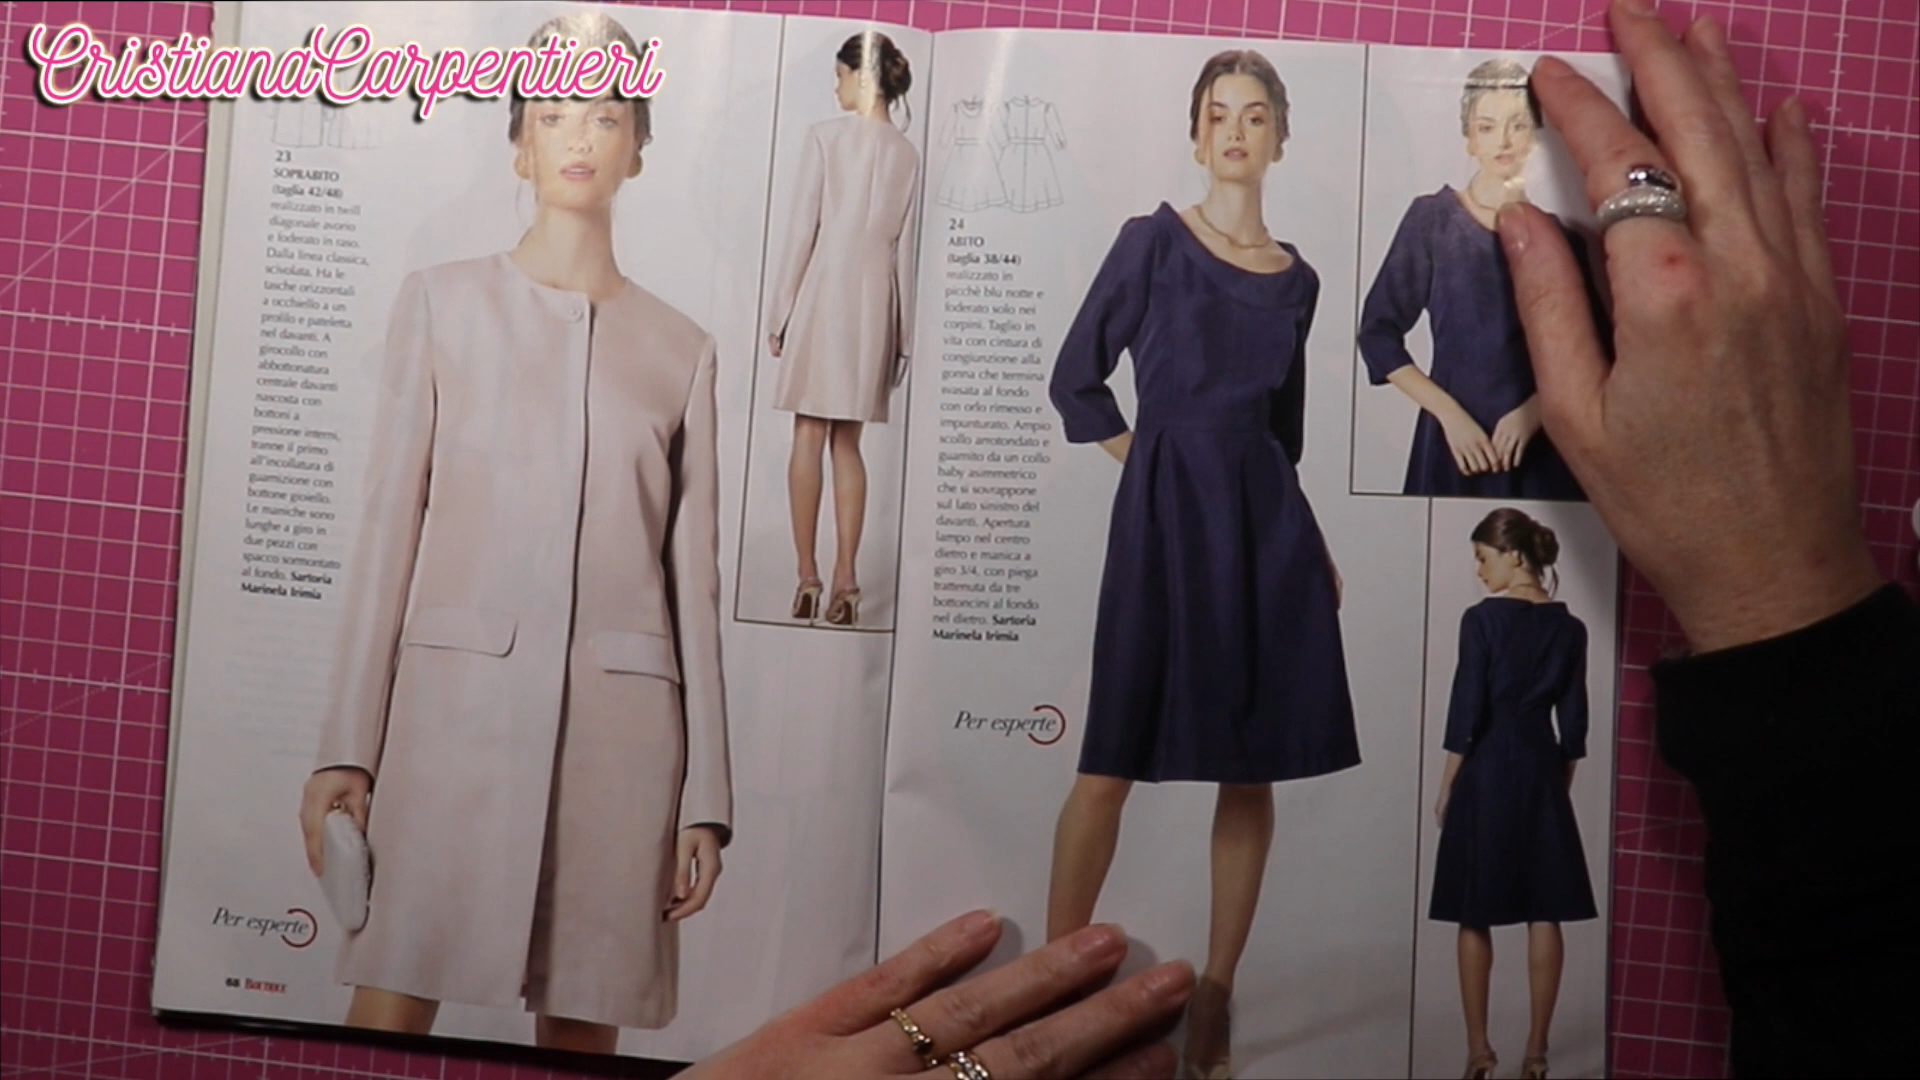 CristianaCarpentieri
23
SOPRABITO
(taglia 42/48)
realizzato in twill
diagonale avorio
e foderato in raso.
Dalla linea classica,
scivolata. Ha le
tasche orizzontali
a occhiello a un
profilo e pateletta
nel davanti. A
girocollo con
abbottonatura
centrale davanti
nascosta con
bottoni a
pressione interni,
tranne il primo
all'incollatura di
guarnizione con
bottone gioiello.
Le maniche sono
lunghe a giro in
due pezzi con
spacco sormontato
al fondo. Sartoria
Marinela Irimia
Per esperte
68 BOUTIQUE
24
ABITO
(taglia 38/44)
realizzato in
picchè blu notte e
foderato solo nei
corpini. Taglio in
vita con cintura di
congiunzione alla
gonna che termina
svasata al fondo
con orlo rimesso e
impunturato. Ampio
scollo arrotondato e
guarnito da un collo
baby asimmetrico
che si sovrappone
sul lato sinistro del
davanti. Apertura
lampo nel centro
dietro e manica a
giro 3/4, con piega
trattenuta da tre
bottoncini al fondo
nel dietro. Sartoria
Marinela Irimia
Per esperte